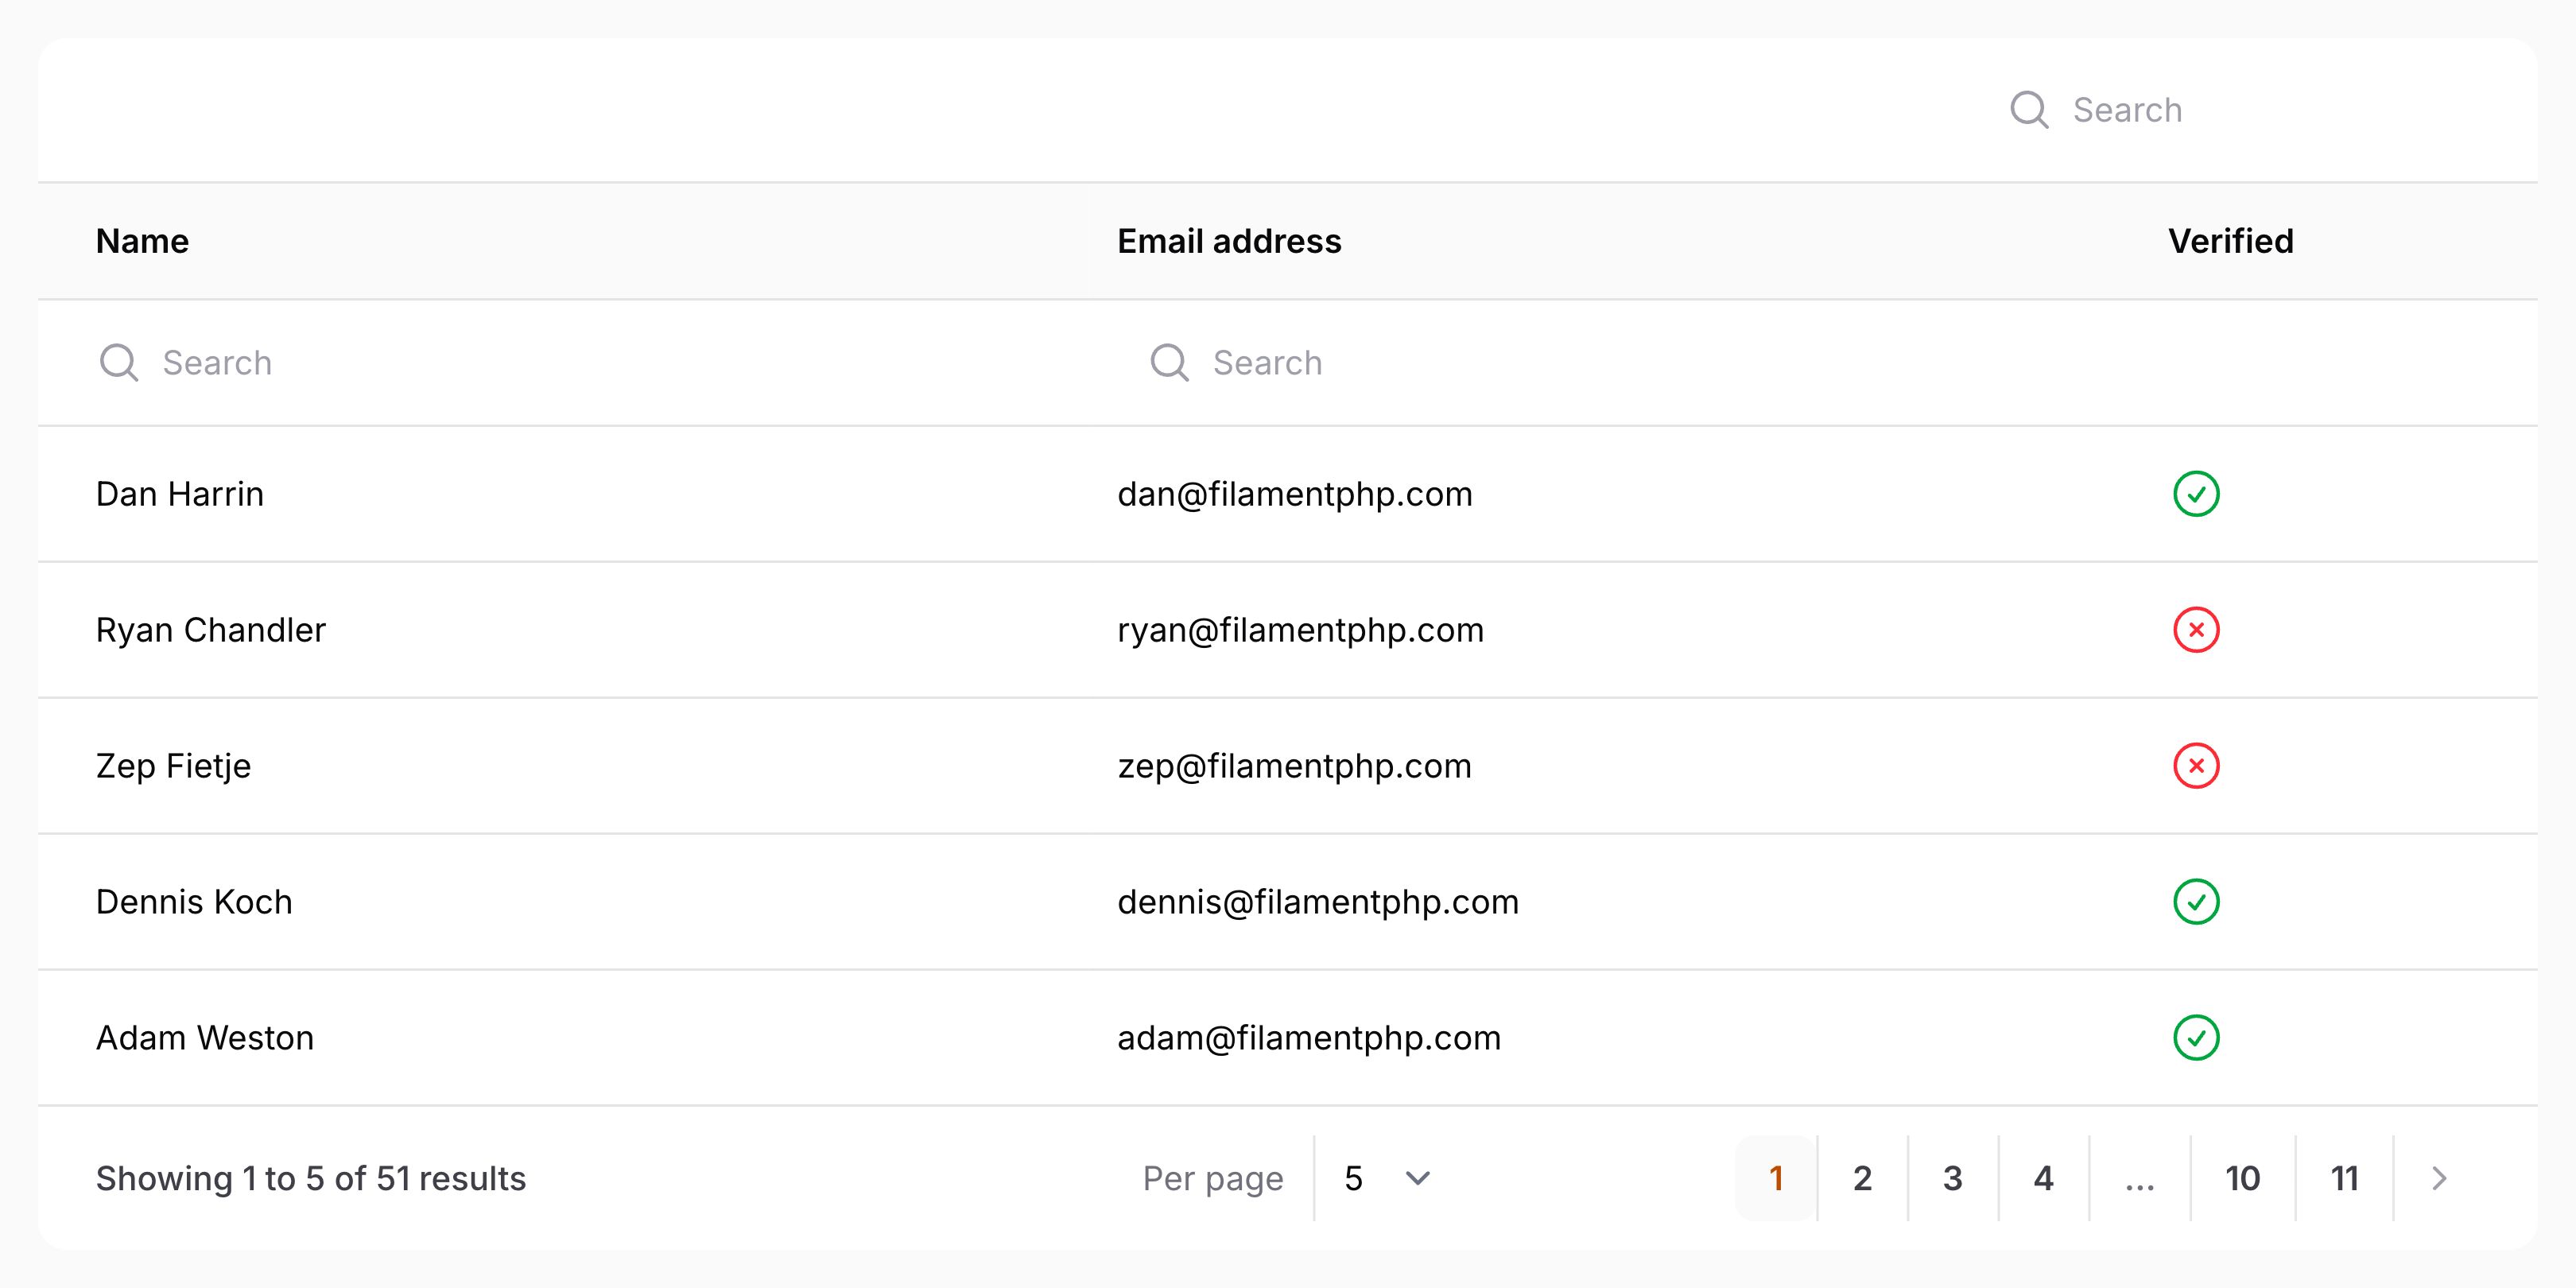 Search
Name Email address Verified
Search Search
Dan Harrin dan@filamentphp.com
Ryan Chandler ryan@filamentphp.com
Zep Fietje zep@filamentphp.com
Dennis Koch dennis@filamentphp.com
Adam Weston adam@filamentphp.com
Showing 1 to 5 of 51 results Per page 5 1 2 3 4 ... 10 11